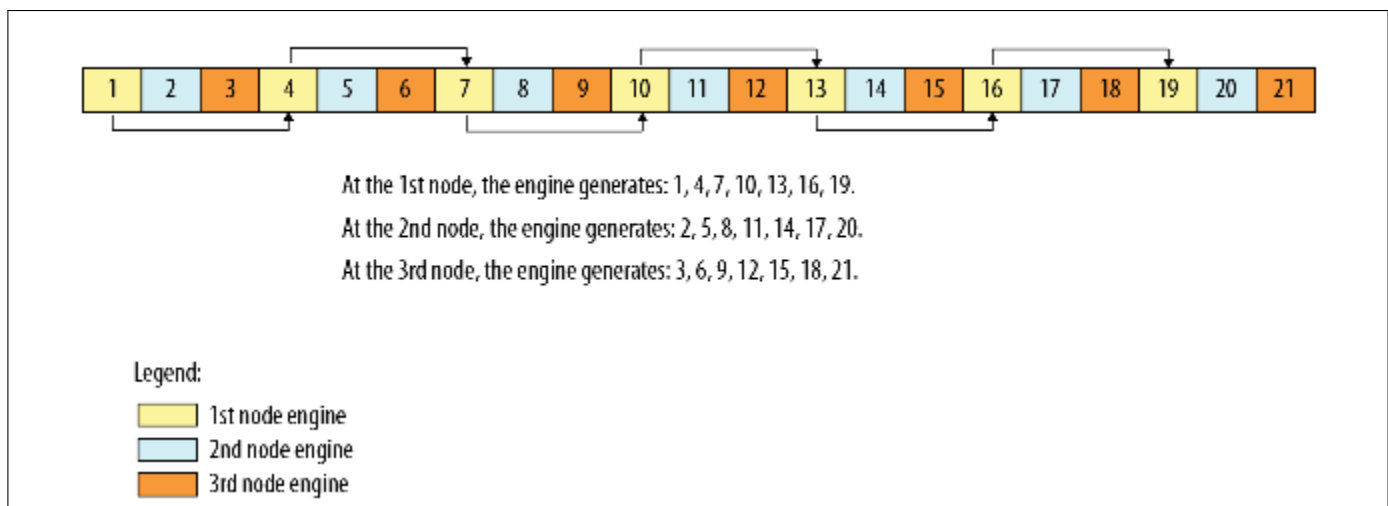 1 2 3 4 5 6 7 8 9 10 11 12 13 14 15 16 17 18 19 20 21
At the 1st node, the engine generates: 1, 4, 7, 10, 13, 16, 19.
At the 2nd node, the engine generates: 2, 5, 8, 11, 14, 17, 20.
At the 3rd node, the engine generates: 3, 6, 9, 12, 15, 18, 21.
Legend:
1st node engine
2nd node engine
3rd node engine